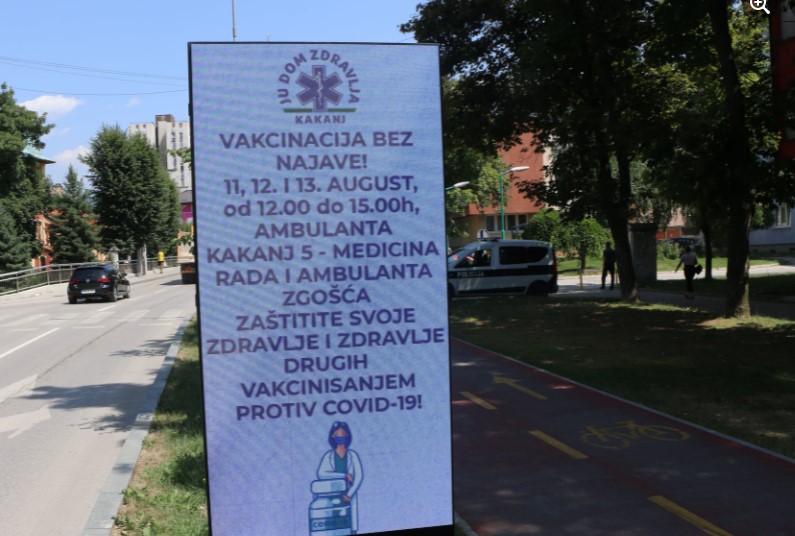 JU DOM ZDRAVLJA
KAKANJ
VAKCINACIJA BEZ
NAJAVE!
11, 12. I 13. AUGUST,
od 12.00 do 15.00h,
AMBULANTA
KAKANJ 5 - MEDICINA
RADA I AMBULANTA
ZGOŠĆA
ZAŠTITITE SVOJE
ZDRAVLJE I ZDRAVLJE
DRUGIH
VAKCINISANJEM
PROTIV COVID-19!
POLICIJA